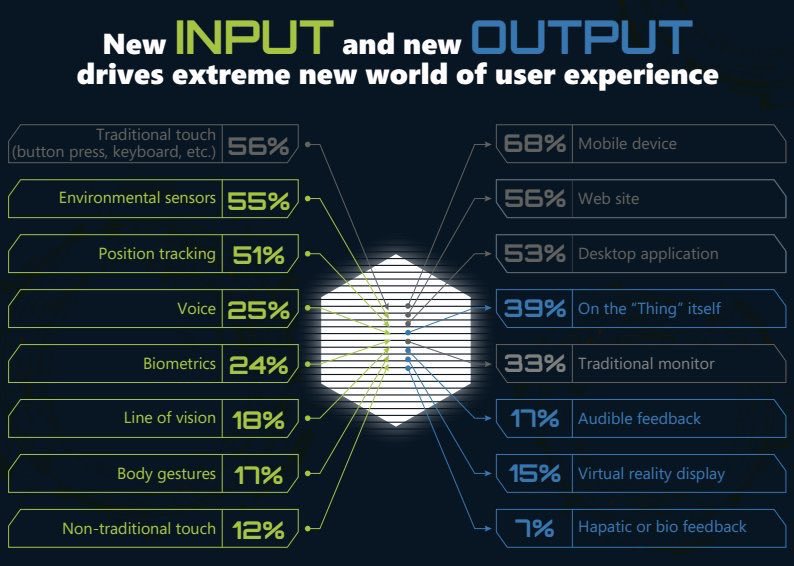 New INPUT and new OUTPUT
drives extreme new world of user experience
Traditional touch
(button press, keyboard, etc.) 56%
Environmental sensors 55%
Position tracking 51%
Voice 25%
Biometrics 24%
Line of vision 18%
Body gestures 17%
Non-traditional touch 12%
68% Mobile device
56% Web site
53% Desktop application
39% On the “Thing” itself
33% Traditional monitor
17% Audible feedback
15% Virtual reality display
7% Hapatic or bio feedback